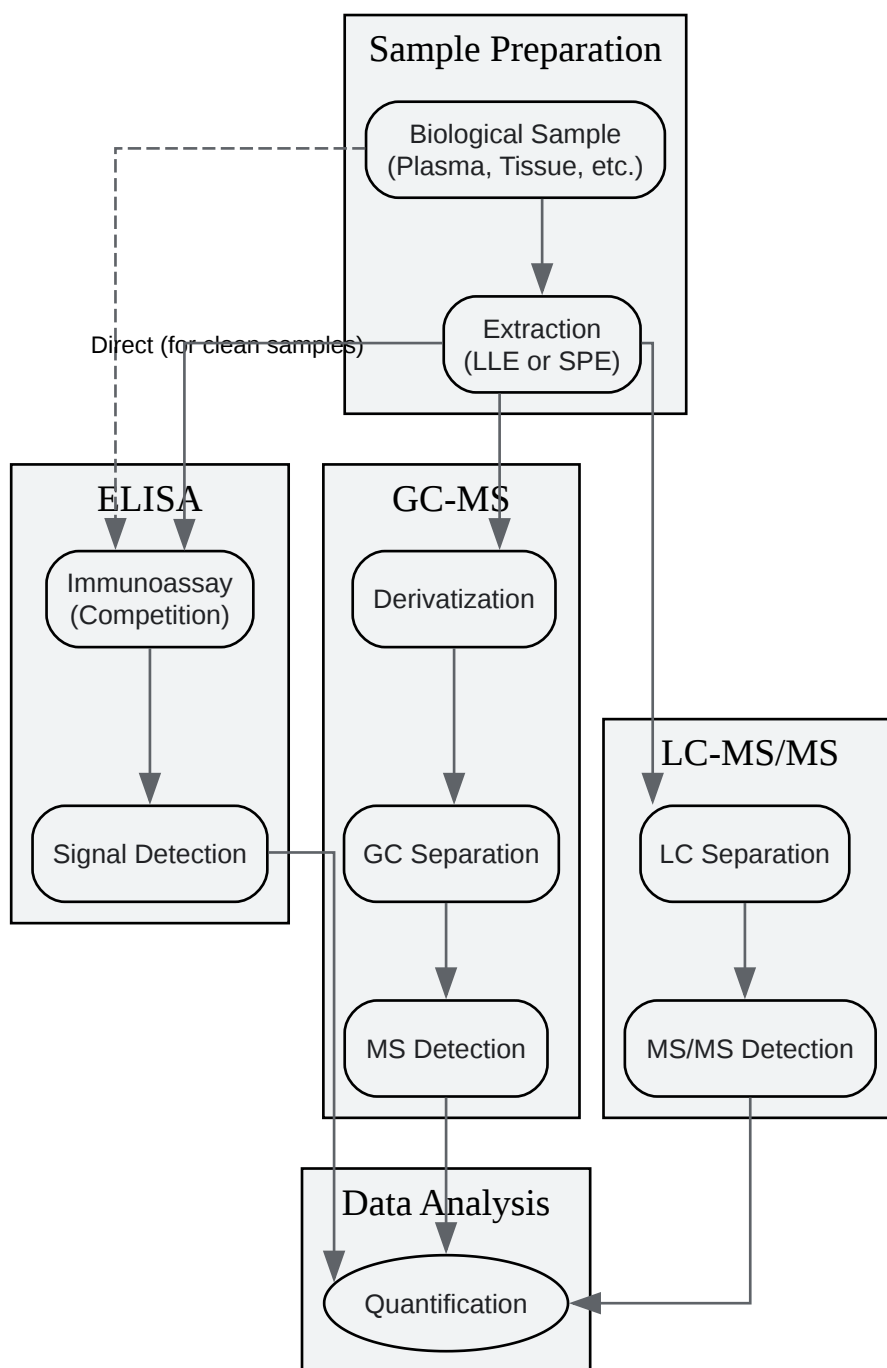 Sample Preparation
Biological Sample
(Plasma, Tissue, etc.)
Extraction
(LLE or SPE)
Direct (for clean samples)
ELISA
Immunoassay
(Competition)
Signal Detection
GC-MS
Derivatization
GC Separation
MS Detection
LC-MS/MS
LC Separation
MS/MS Detection
Data Analysis
Quantification